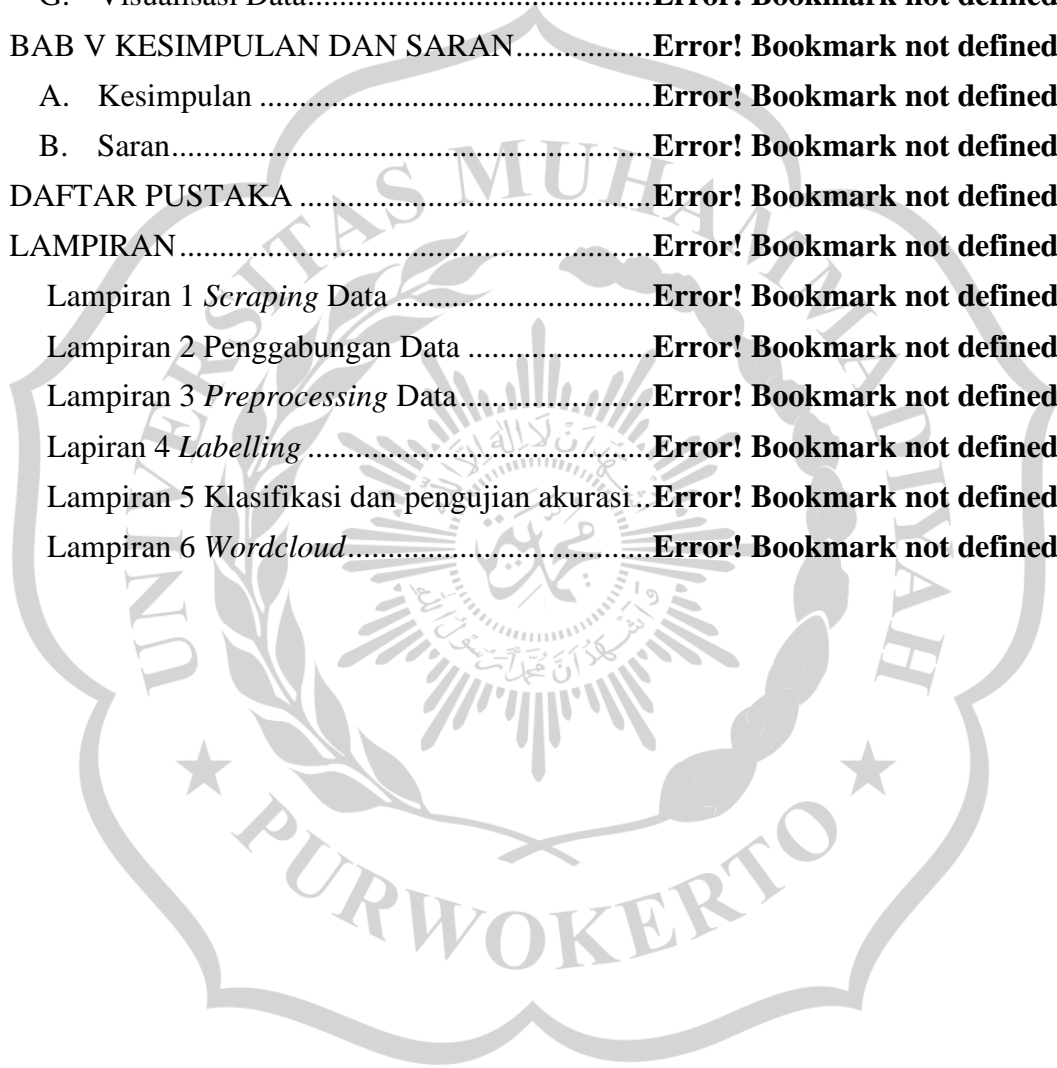 G. Visualisasi Data....................................................Error! Bookmark not defined
BAB V KESIMPULAN DAN SARAN................Error! Bookmark not defined
A. Kesimpulan ...........................................................Error! Bookmark not defined
B. Saran.......................................................................Error! Bookmark not defined
DAFTAR PUSTAKA .....................................................Error! Bookmark not defined
LAMPIRAN.......................................................................Error! Bookmark not defined
Lampiran 1 Scraping Data ......................................Error! Bookmark not defined
Lampiran 2 Penggabungan Data ............................Error! Bookmark not defined
Lampiran 3 Preprocessing Data.............................Error! Bookmark not defined
Lapiran 4 Labelling ....................................................Error! Bookmark not defined
Lampiran 5 Klasifikasi dan pengujian akurasi..Error! Bookmark not defined
Lampiran 6 Wordcloud..............................................Error! Bookmark not defined
UNIVERSITAS MUHAMMADIYAH
PURWOKERTO